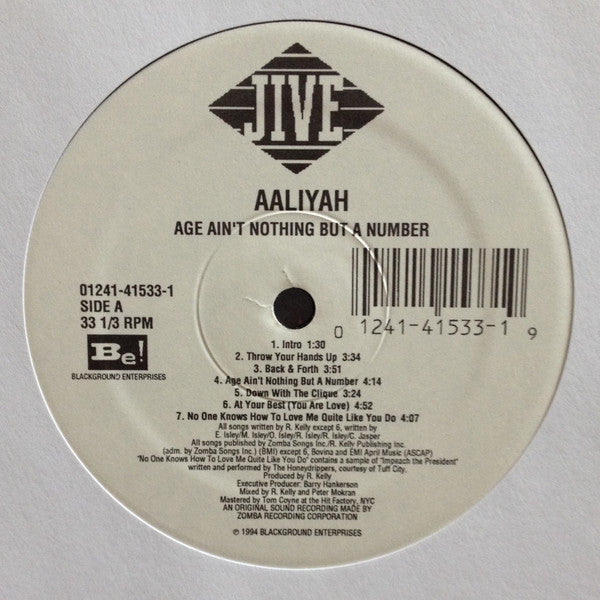 JIVE
AALIYAH
AGE AIN'T NOTHING BUT A NUMBER
01241-41533-1
SIDE A
33 1/3 RPM
Be!
BLACKGROUND ENTERPRISES
0 1241-41533-1 9
1. Intro 1:30
2. Throw Your Hands Up 3:34
3. Back & Forth 3:51
4. Age Ain't Nothing But A Number 4:14
5. Down With The Clique 3:24
6. At Your Best (You Are Love) 4:52
7. No One Knows How To Love Me Quite Like You Do 4:07
All songs written by R. Kelly except 6, written by
E. Isley/M. Isley/O. Isley/R. Isley/R. Isley/C. Jasper
All songs published by Zomba Songs Inc./R. Kelly Publishing Inc.
(adm. by Zomba Songs Inc.) (BMI) except 6, Bovina and EMI April Music (ASCAP)
"No One Knows How To Love Me Quite Like You Do" contains a sample of "Impeach the President"
written and performed by The Honeydrippers, courtesy of Tuff City.
Produced by R. Kelly
Executive Producer: Barry Hankerson
Mixed by R. Kelly and Peter Mokran
Mastered by Tom Coyne at the Hit Factory, NYC
AN ORIGINAL SOUND RECORDING MADE BY
ZOMBA RECORDING CORPORATION
℗ 1994 BLACKGROUND ENTERPRISES